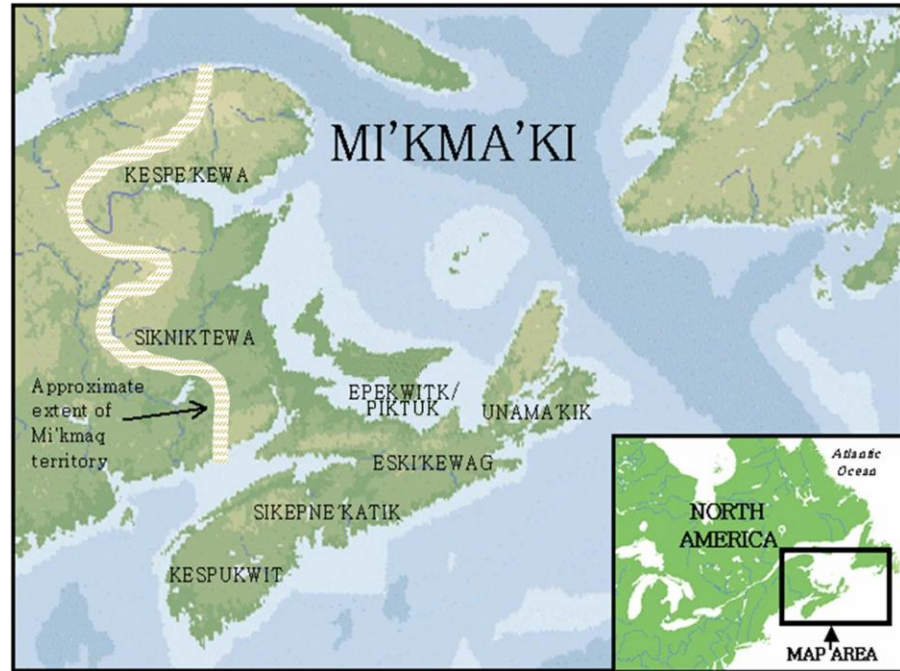 MI'KMA'KI
KESPE'KEWA
SIKNIKTEWA
Approximate
extent of
Mi'kmaq
territory
EPEKWITK/
PIKTUK
UNAMA'KIK
ESKI'KEWAG
SIKEPNE'KATIK
KESPUKWIT
Atlantic
Ocean
NORTH
AMERICA
MAP AREA